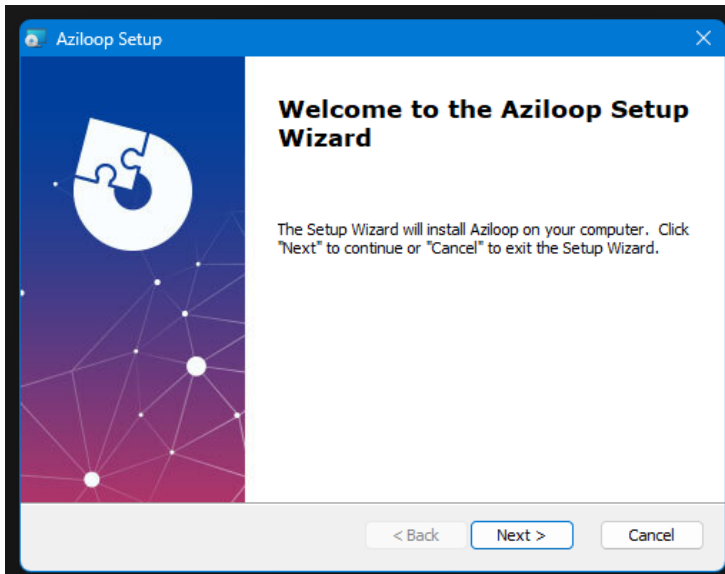 Aziloop Setup
Welcome to the Aziloop Setup
Wizard
The Setup Wizard will install Aziloop on your computer.  Click
"Next" to continue or "Cancel" to exit the Setup Wizard.
< Back
Next >
Cancel